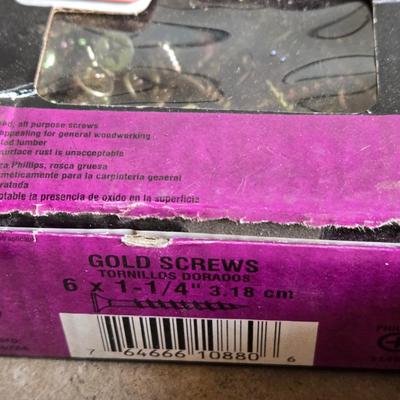 all purpose screws
appealing for general woodworking
lumber
surface rust is unacceptable
Phillips, rosca gruesa
para la carpintería general
la presencia de oxido en la superficie
GOLD SCREWS
TORNILLOS DORADOS
6 x 1-1/4" 3.18 cm
7 64666 10880 6